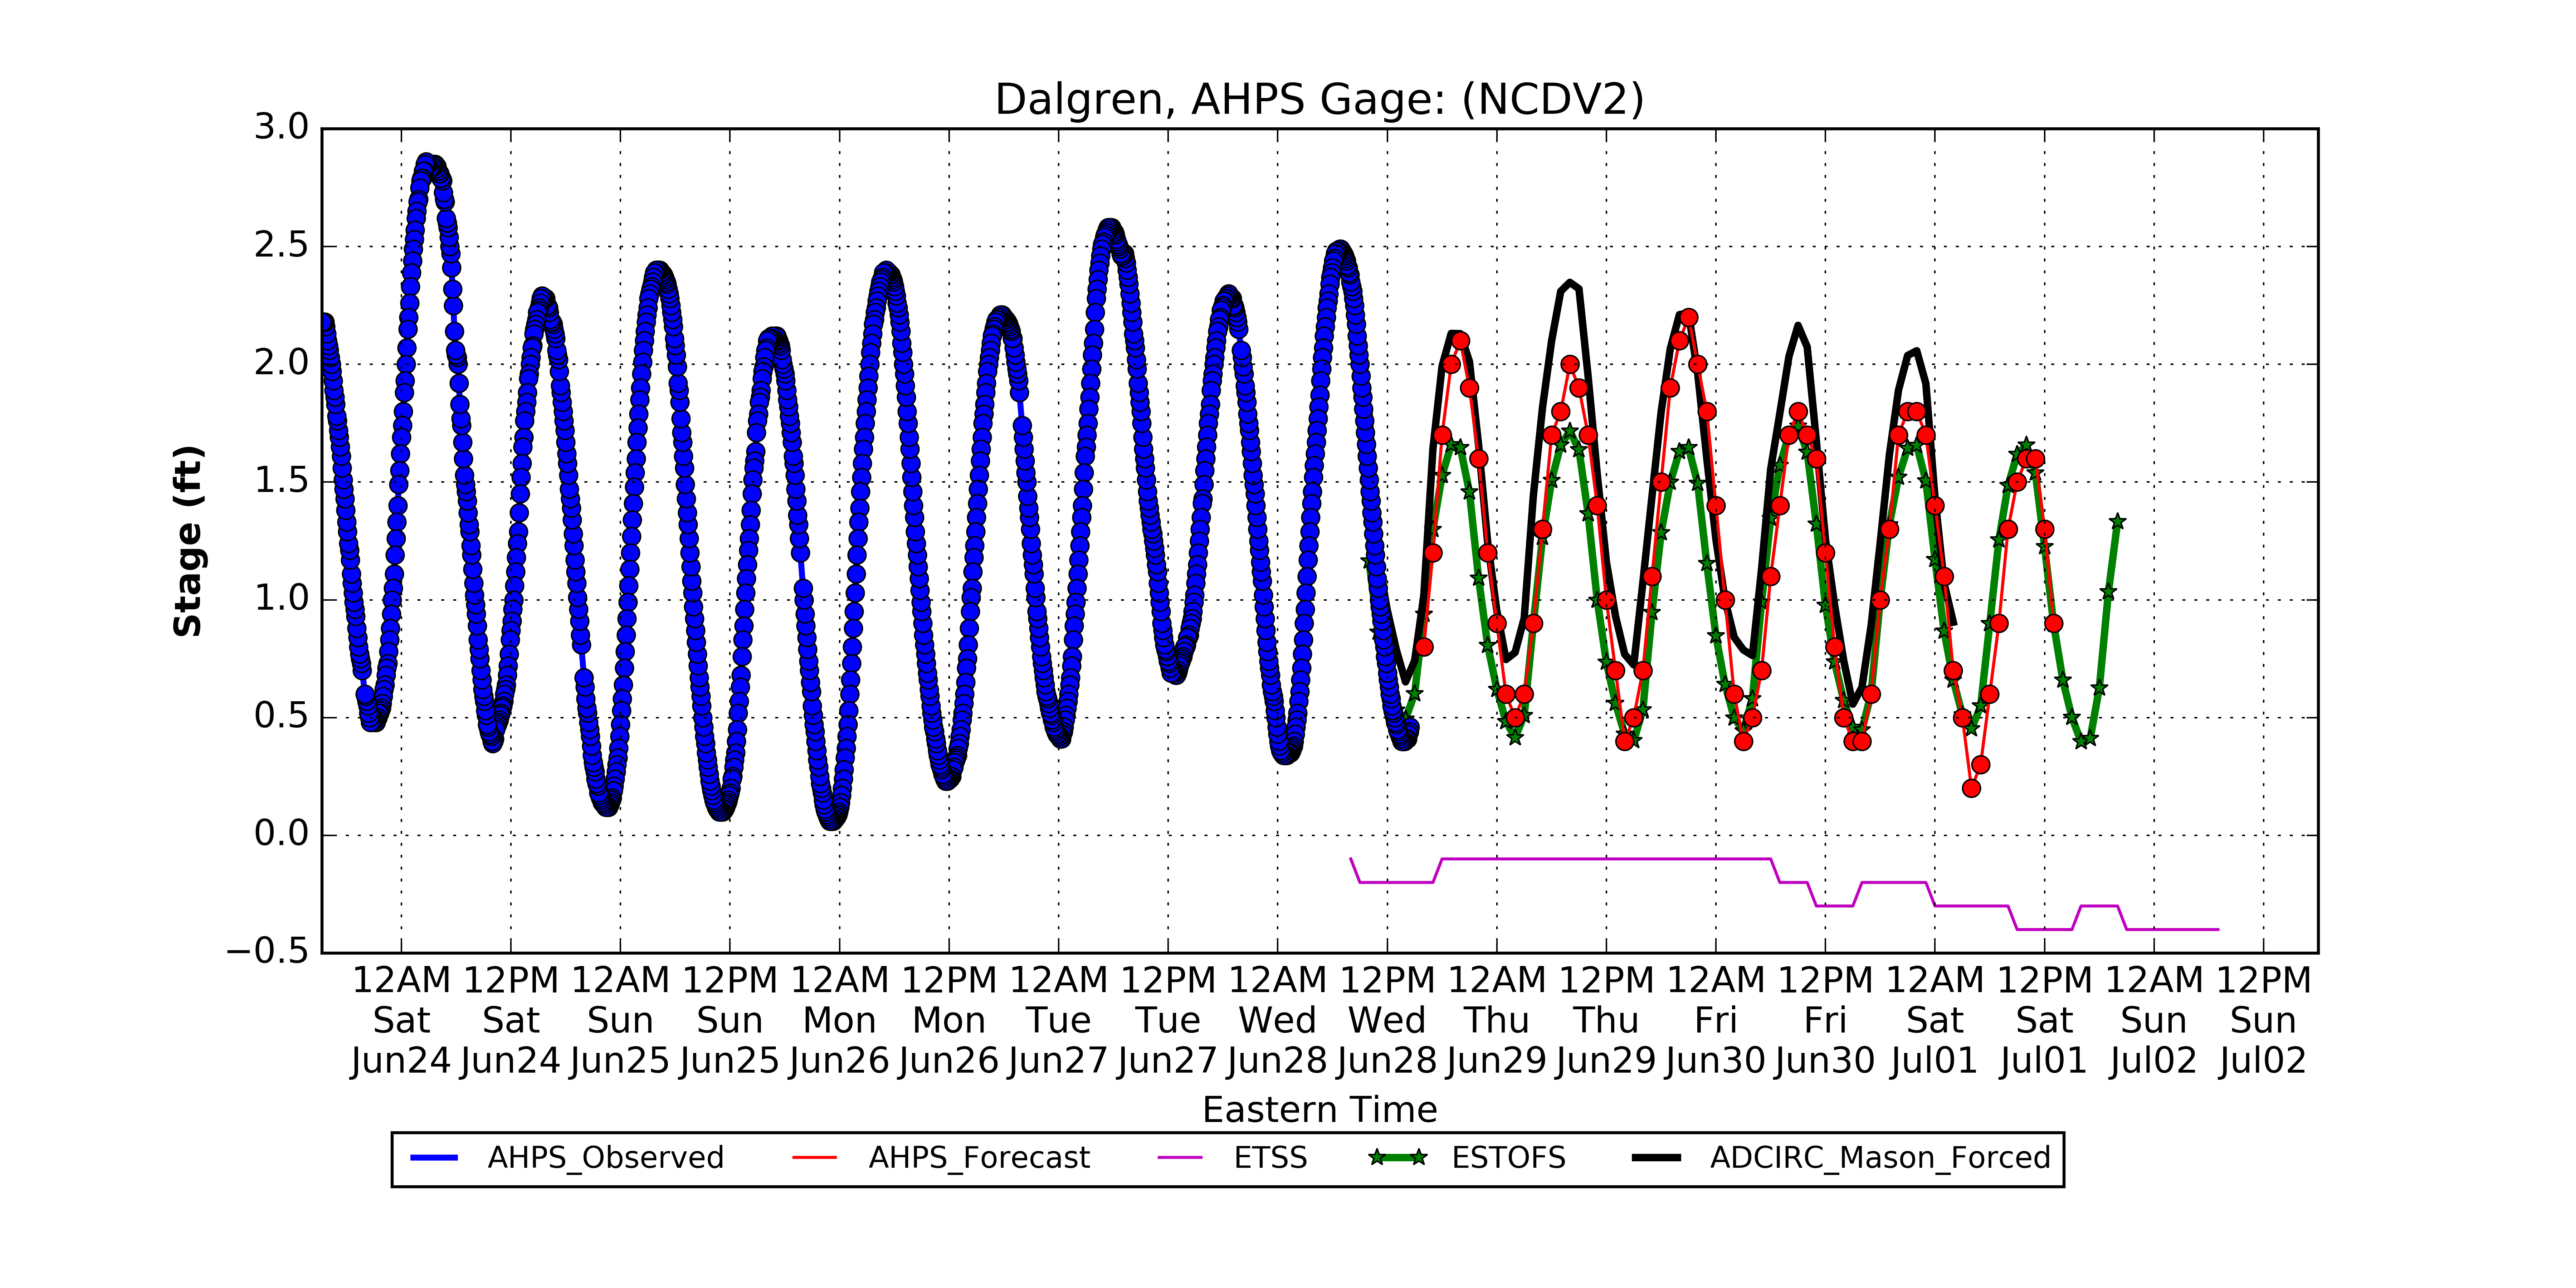 Dalgren, AHPS Gage: (NCDV2)
3.0
2.5
2.0
1.5
1.0
0.5
0.0
−0.5
Stage (ft)
12AM 12PM 12AM 12PM 12AM 12PM 12AM 12PM 12AM 12PM 12AM 12PM 12AM 12PM 12AM 12PM 12AM 12PM
Sat Sat Sun Sun Mon Mon Tue Tue Wed Wed Thu Thu Fri Fri Sat Sat Sun Sun
Jun24 Jun24 Jun25 Jun25 Jun26 Jun26 Jun27 Jun27 Jun28 Jun28 Jun29 Jun29 Jun30 Jun30 Jul01 Jul01 Jul02 Jul02
Eastern Time
AHPS_Observed AHPS_Forecast ETSS ESTOFS ADCIRC_Mason_Forced